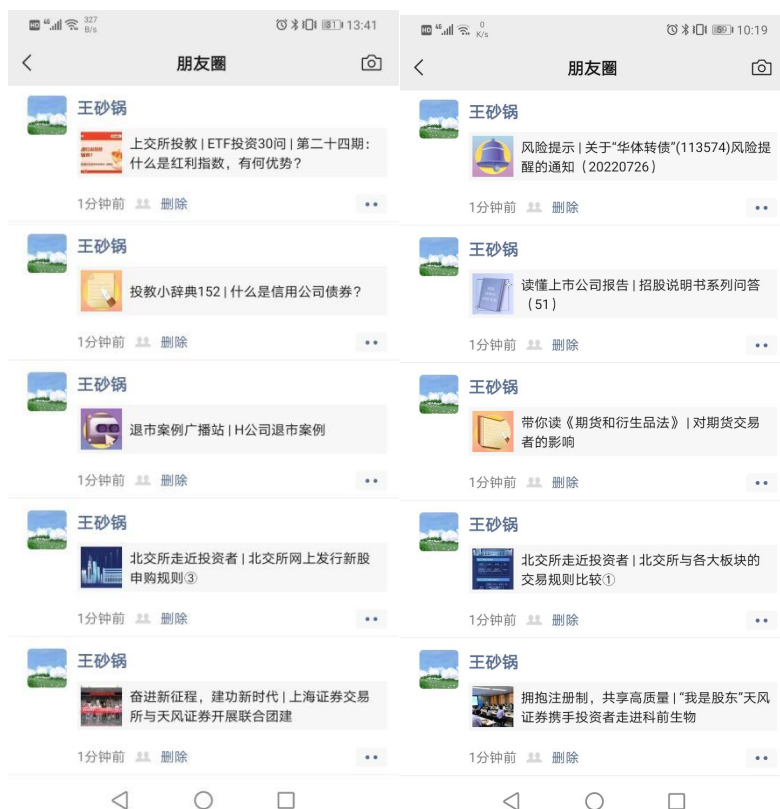 HD 46 327 B/s 81 13:41
朋友圈
王砂锅
上交所投教 | ETF投资30问 | 第二十四期：
什么是红利指数，有何优势？
1分钟前 删除
王砂锅
投教小辞典152 | 什么是信用公司债券？
1分钟前 删除
王砂锅
退市案例广播站 | H公司退市案例
1分钟前 删除
王砂锅
北交所走近投资者 | 北交所网上发行新股
申购规则③
1分钟前 删除
王砂锅
奋进新征程，建功新时代 | 上海证券交易
所与天风证券开展联合团建
1分钟前 删除
HD 46 0 K/s 59 10:19
朋友圈
王砂锅
风险提示 | 关于“华体转债”(113574)风险提
醒的通知（20220726）
1分钟前 删除
王砂锅
读懂上市公司报告 | 招股说明书系列问答
（51）
1分钟前 删除
王砂锅
带你读《期货和衍生品法》 | 对期货交易
者的影响
1分钟前 删除
王砂锅
北交所走近投资者 | 北交所与各大板块的
交易规则比较①
1分钟前 删除
王砂锅
拥抱注册制，共享高质量 | “我是股东”天风
证券携手投资者走进科前生物
1分钟前 删除